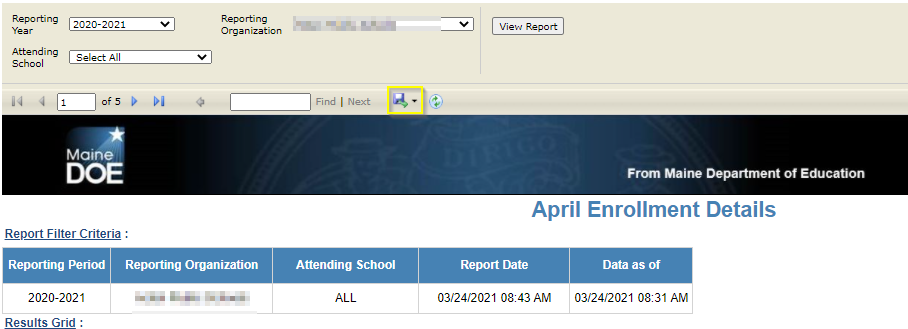 Reporting Year 2020-2021 Reporting Organization View Report
Attending School Select All
1 of 5 Find | Next
DIRIGO
Maine DOE
From Maine Department of Education
April Enrollment Details
Report Filter Criteria :
Reporting Period Reporting Organization Attending School Report Date Data as of
2020-2021 ALL 03/24/2021 08:43 AM 03/24/2021 08:31 AM
Results Grid :